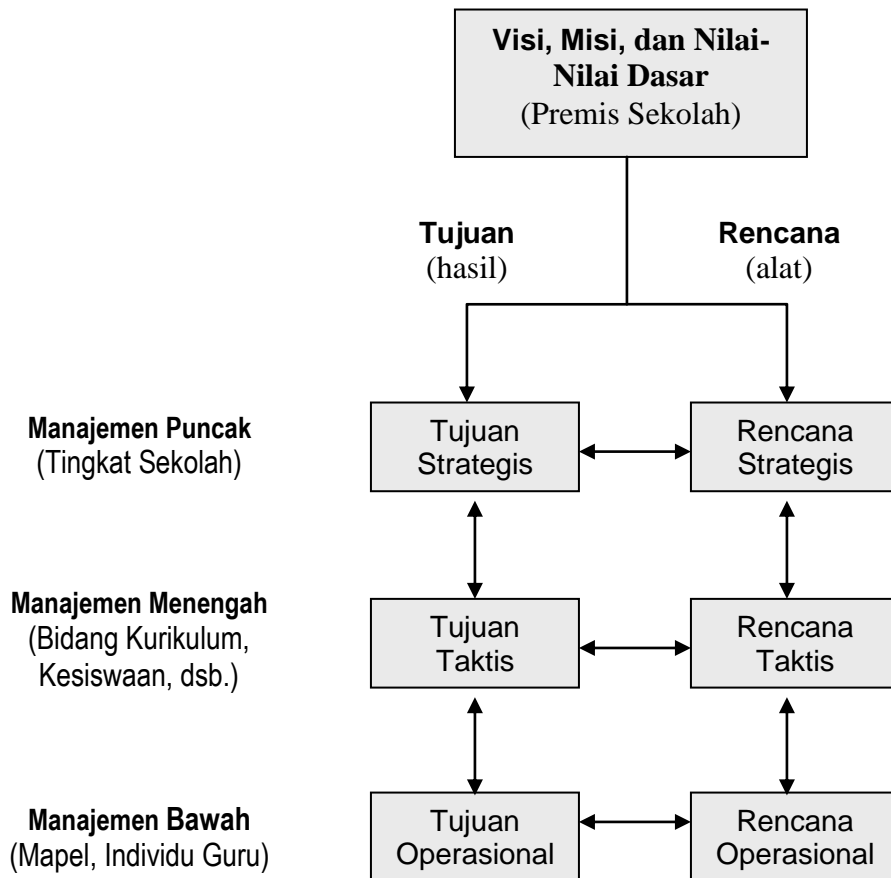 Visi, Misi, dan Nilai-
Nilai Dasar
(Premis Sekolah)
Tujuan
(hasil)
Rencana
(alat)
Manajemen Puncak
(Tingkat Sekolah)
Tujuan
Strategis
Rencana
Strategis
Manajemen Menengah
(Bidang Kurikulum,
Kesiswaan, dsb.)
Tujuan
Taktis
Rencana
Taktis
Manajemen Bawah
(Mapel, Individu Guru)
Tujuan
Operasional
Rencana
Operasional